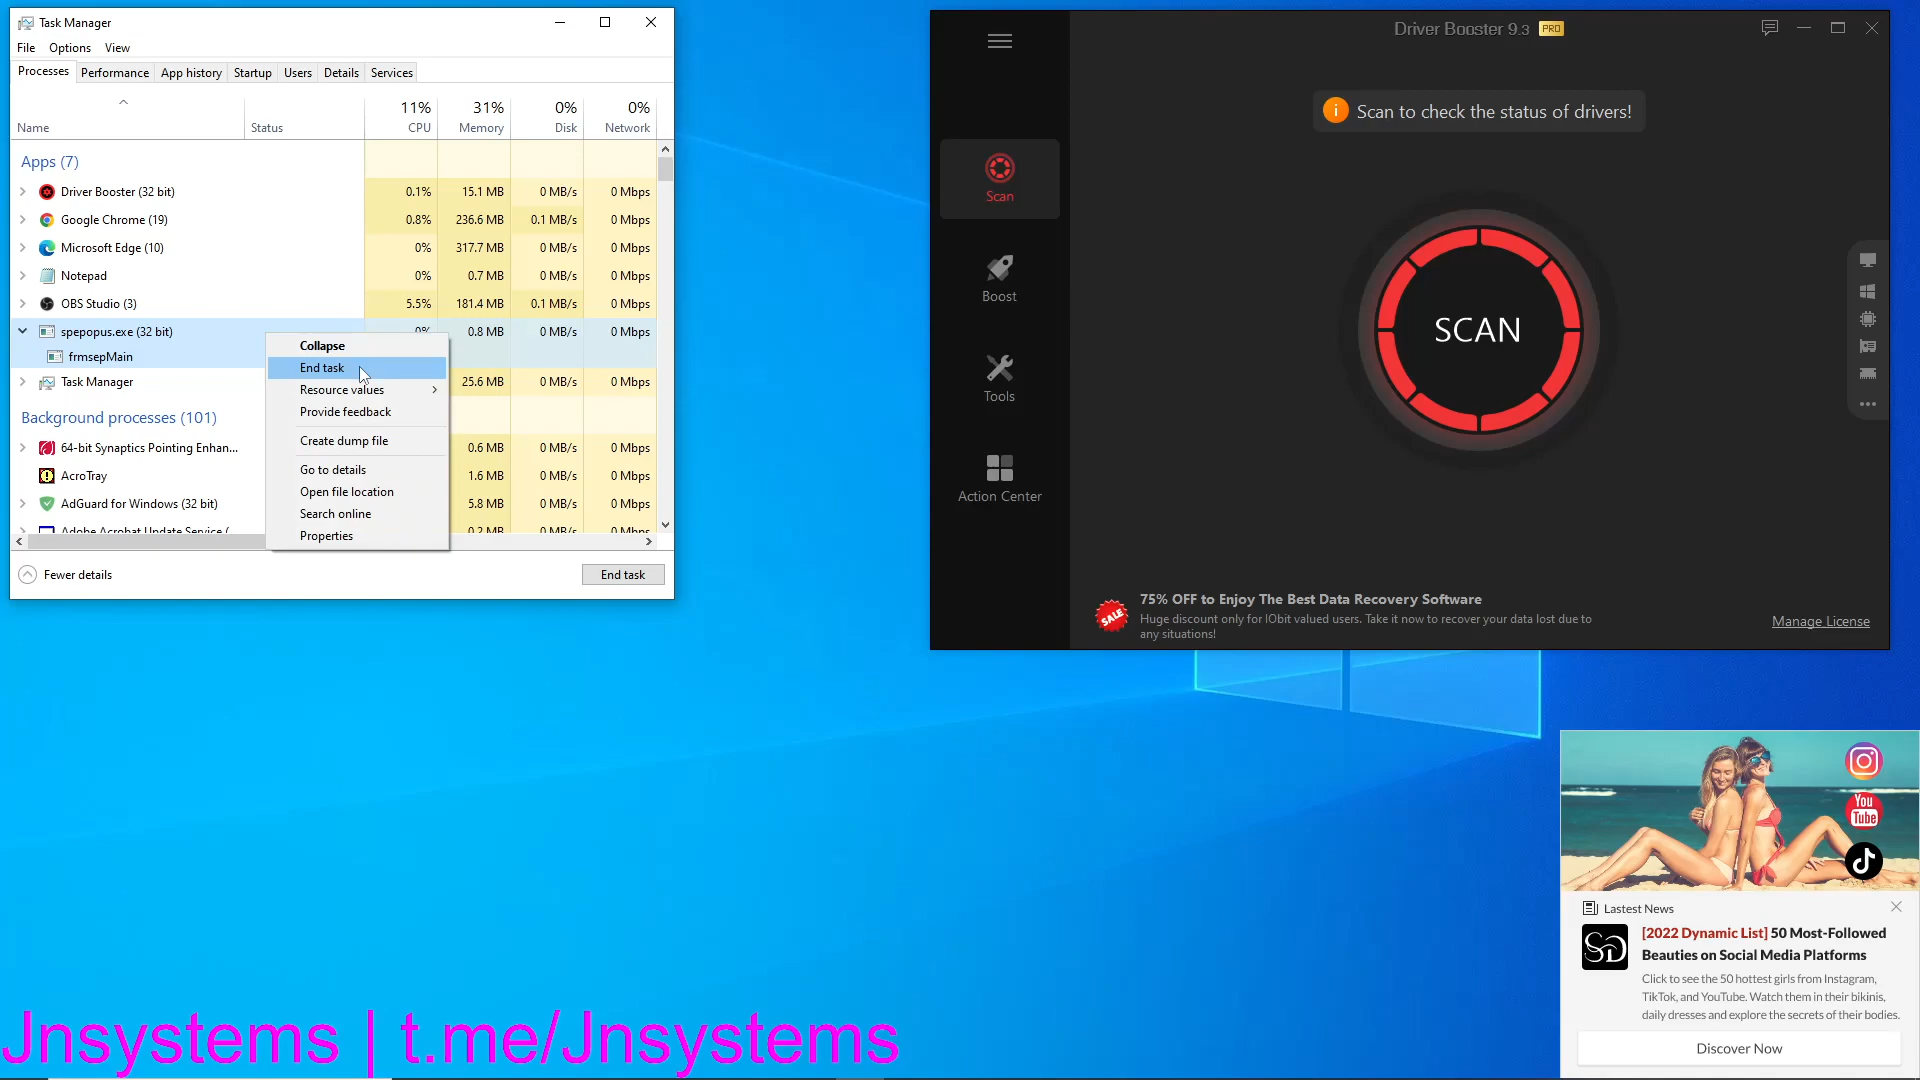 Task Manager
File Options View
Processes Performance App history Startup Users Details Services
11% 31% 0% 0%
Name Status CPU Memory Disk Network
Apps (7)
Driver Booster (32 bit) 0.1% 15.1 MB 0 MB/s 0 Mbps
Google Chrome (19) 0.8% 236.6 MB 0.1 MB/s 0 Mbps
Microsoft Edge (10) 0% 317.7 MB 0 MB/s 0 Mbps
Notepad 0% 0.7 MB 0 MB/s 0 Mbps
OBS Studio (3) 5.5% 181.4 MB 0.1 MB/s 0 Mbps
spepopus.exe (32 bit) 0% 0.8 MB 0 MB/s 0 Mbps
frmsepMain
Task Manager 25.6 MB 0 MB/s 0 Mbps
Background processes (101)
64-bit Synaptics Pointing Enhan... 0.6 MB 0 MB/s 0 Mbps
AcroTray 1.6 MB 0 MB/s 0 Mbps
AdGuard for Windows (32 bit) 5.8 MB 0 MB/s 0 Mbps
Adobe Acrobat Update Service ( 0.2 MB 0 MB/s 0 Mbps
Collapse
End task
Resource values
Provide feedback
Create dump file
Go to details
Open file location
Search online
Properties
Fewer details
End task
Driver Booster 9.3 PRO
Scan to check the status of drivers!
Scan
Boost
Tools
Action Center
SCAN
SALE
75% OFF to Enjoy The Best Data Recovery Software
Huge discount only for IObit valued users. Take it now to recover your data lost due to
any situations!
Manage License
You
Tube
Lastest News
SD
[2022 Dynamic List] 50 Most-Followed
Beauties on Social Media Platforms
Click to see the 50 hottest girls from Instagram,
TikTok, and YouTube. Watch them in their bikinis,
daily dresses and explore the secrets of their bodies.
Discover Now
Jnsystems | t.me/Jnsystems